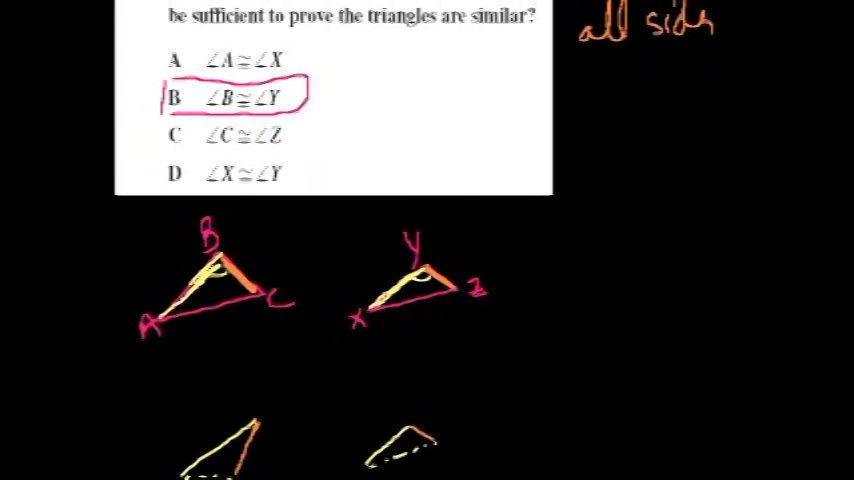 be sufficient to prove the triangles are similar?
all sides
A ∠A ≅ ∠X
B ∠B ≅ ∠Y
C ∠C ≅ ∠Z
D ∠X ≅ ∠Y
B
Y
A
C
X
Z